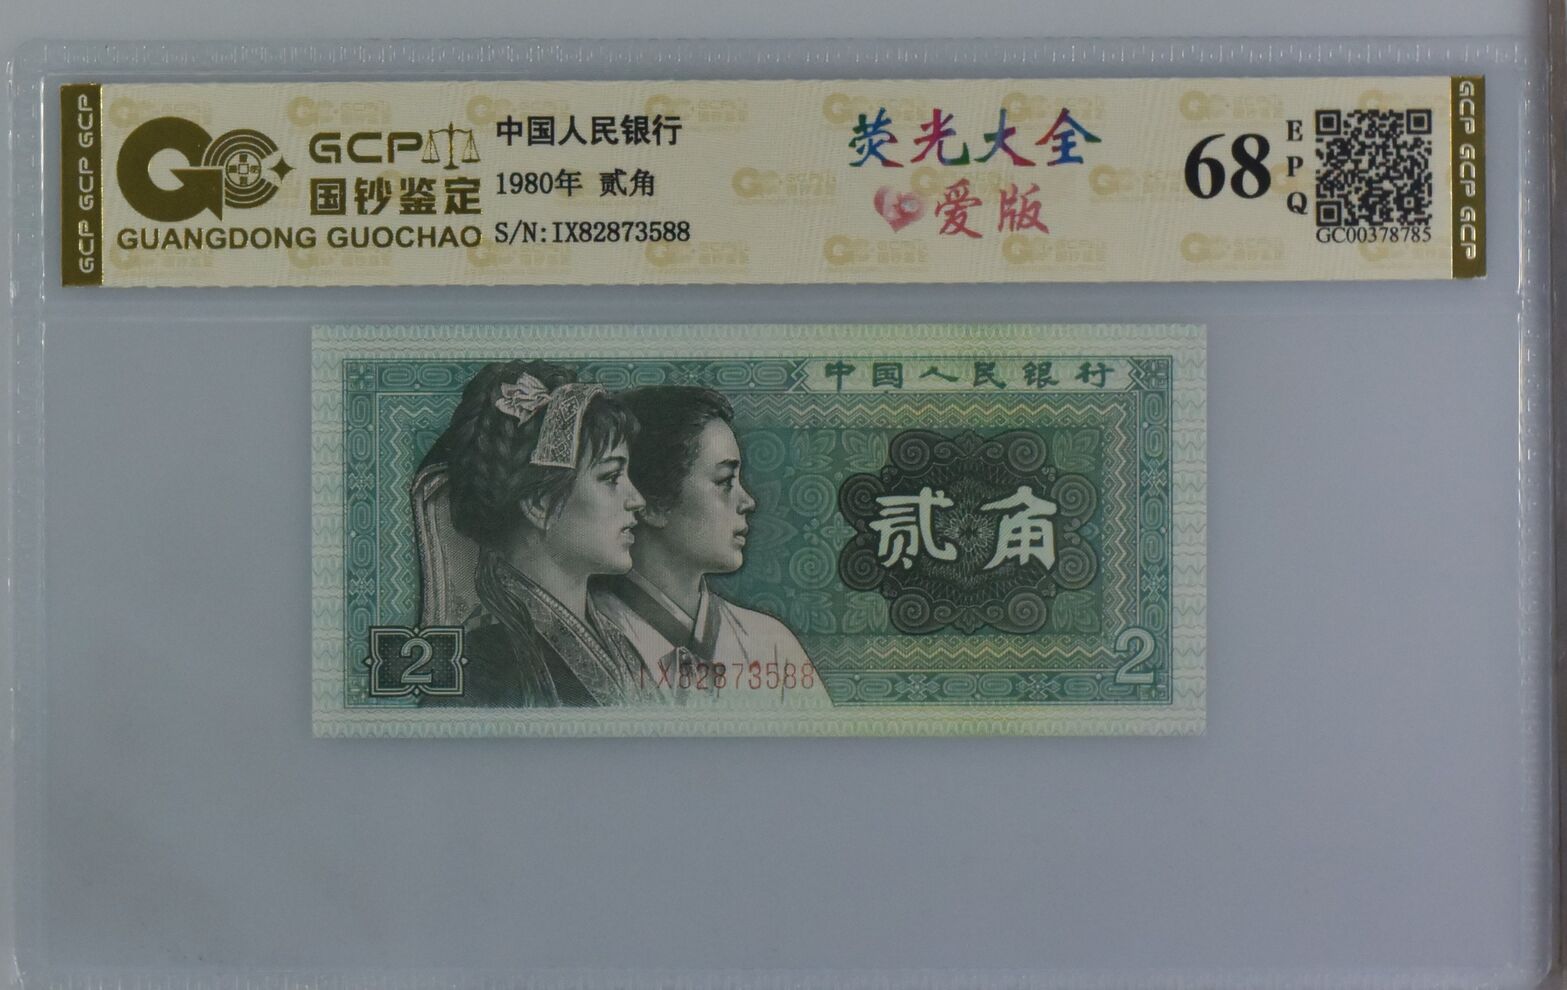 GCP GCP GCP
GCP
国钞鉴定
GUANGDONG GUOCHAO
中国人民银行
1980年 贰角
S/N:IX82873588
荧光大全
爱版
68
EPQ
GC00378785
GCP GCP GCP
中国人民银行
贰角
2
IX82873588
2